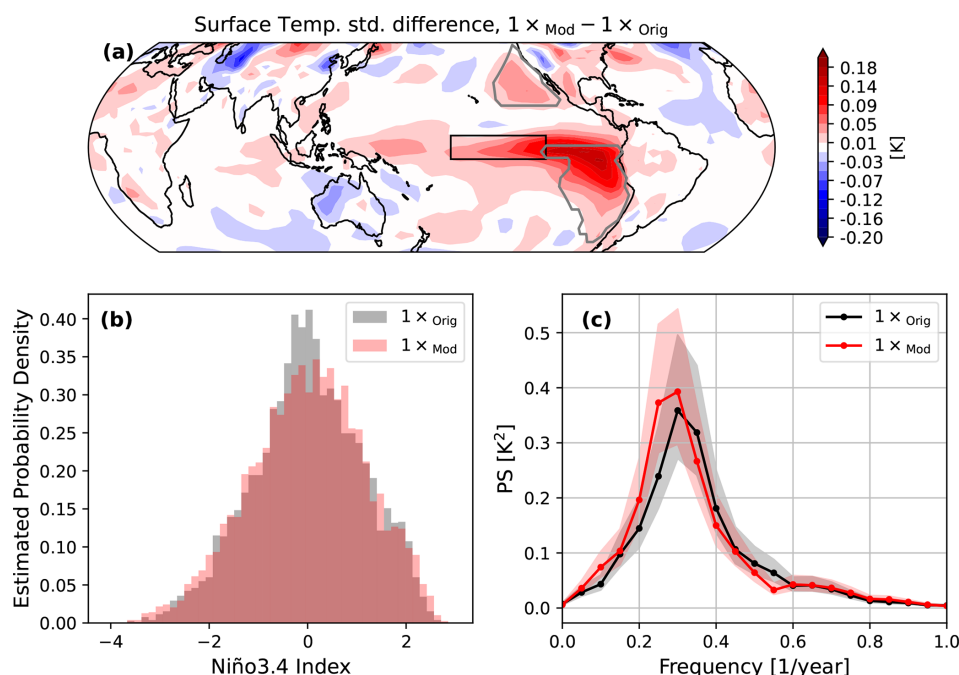 Surface Temp. std. difference, 1 × Mod − 1 × Orig
(a)
0.18
0.14
0.09
0.05
0.01
-0.03
-0.07
-0.12
-0.16
-0.20
[K]
(b)
1 × Orig
1 × Mod
0.40
0.35
0.30
0.25
0.20
0.15
0.10
0.05
0.00
Estimated Probability Density
−4
−2
0
2
Niño3.4 Index
(c)
1 × Orig
1 × Mod
0.5
0.4
0.3
0.2
0.1
0.0
PS [K²]
0.0
0.2
0.4
0.6
0.8
1.0
Frequency [1/year]